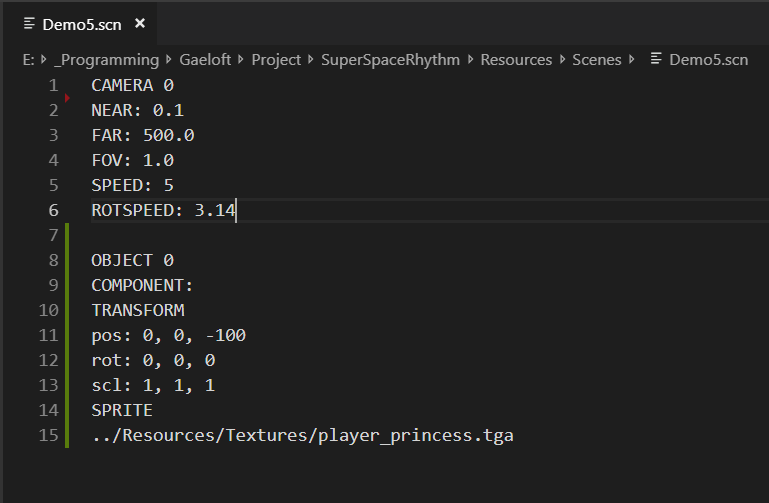 Demo5.scn
E: _Programming Gaeloft Project SuperSpaceRhythm Resources Scenes Demo5.scn
1 CAMERA 0
2 NEAR: 0.1
3 FAR: 500.0
4 FOV: 1.0
5 SPEED: 5
6 ROTSPEED: 3.14
7
8 OBJECT 0
9 COMPONENT:
10 TRANSFORM
11 pos: 0, 0, -100
12 rot: 0, 0, 0
13 scl: 1, 1, 1
14 SPRITE
15 ../Resources/Textures/player_princess.tga